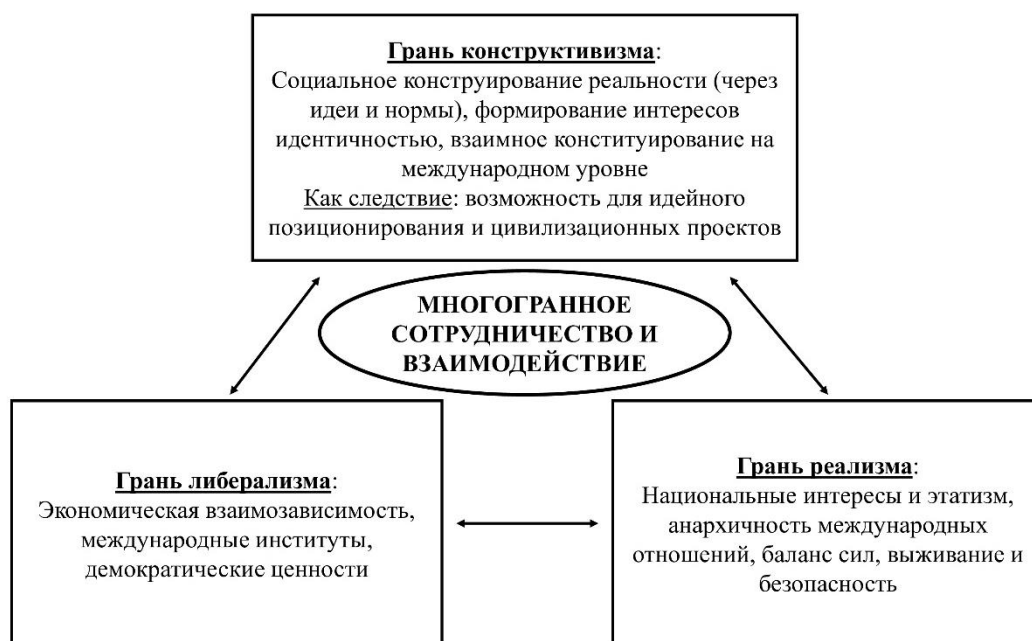 Грань конструктивизма:
Социальное конструирование реальности (через
идеи и нормы), формирование интересов
идентичностью, взаимное конституирование на
международном уровне
Как следствие: возможность для идейного
позиционирования и цивилизационных проектов
МНОГОГРАННОЕ
СОТРУДНИЧЕСТВО И
ВЗАИМОДЕЙСТВИЕ
Грань либерализма:
Экономическая взаимозависимость,
международные институты,
демократические ценности
Грань реализма:
Национальные интересы и этатизм,
анархичность международных
отношений, баланс сил, выживание и
безопасность